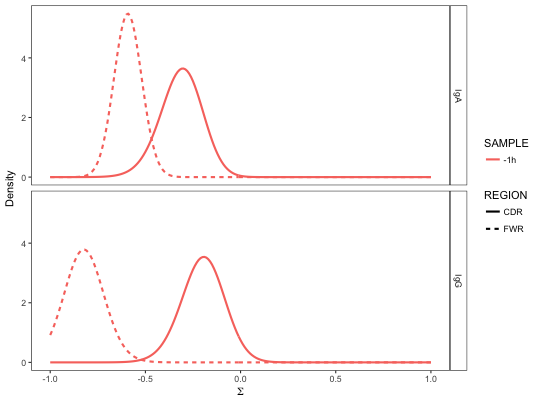 Density
4
2
0
IgA
4
2
0
IgG
-1.0
-0.5
0.0
0.5
1.0
Σ
SAMPLE
-1h
REGION
CDR
FWR